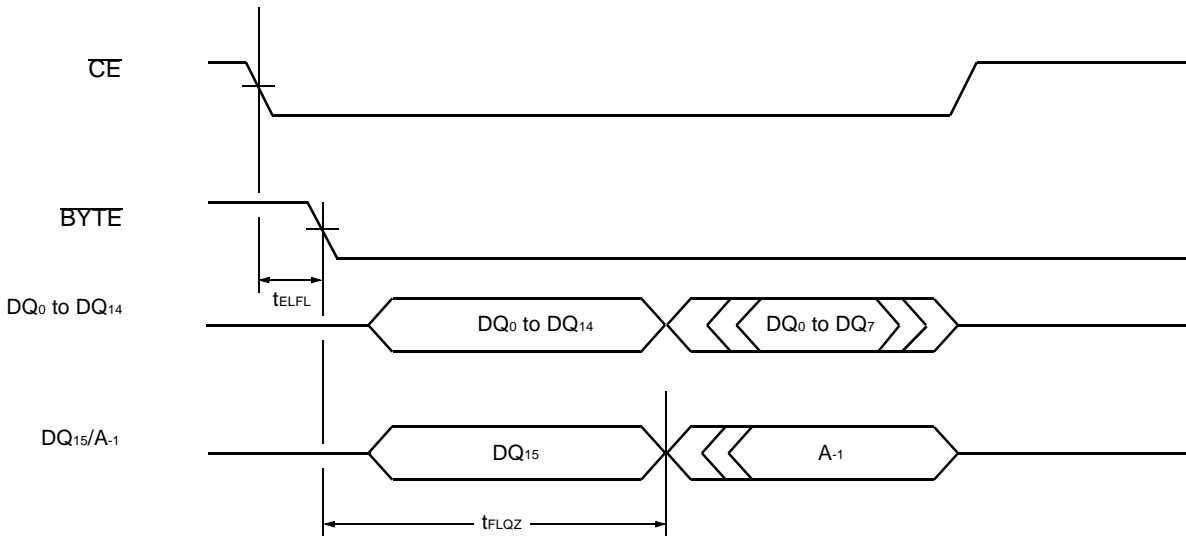 CE
BYTE
tELFL
DQ0 to DQ14
DQ0 to DQ14
DQ0 to DQ7
DQ15/A-1
DQ15
A-1
tFLQZ